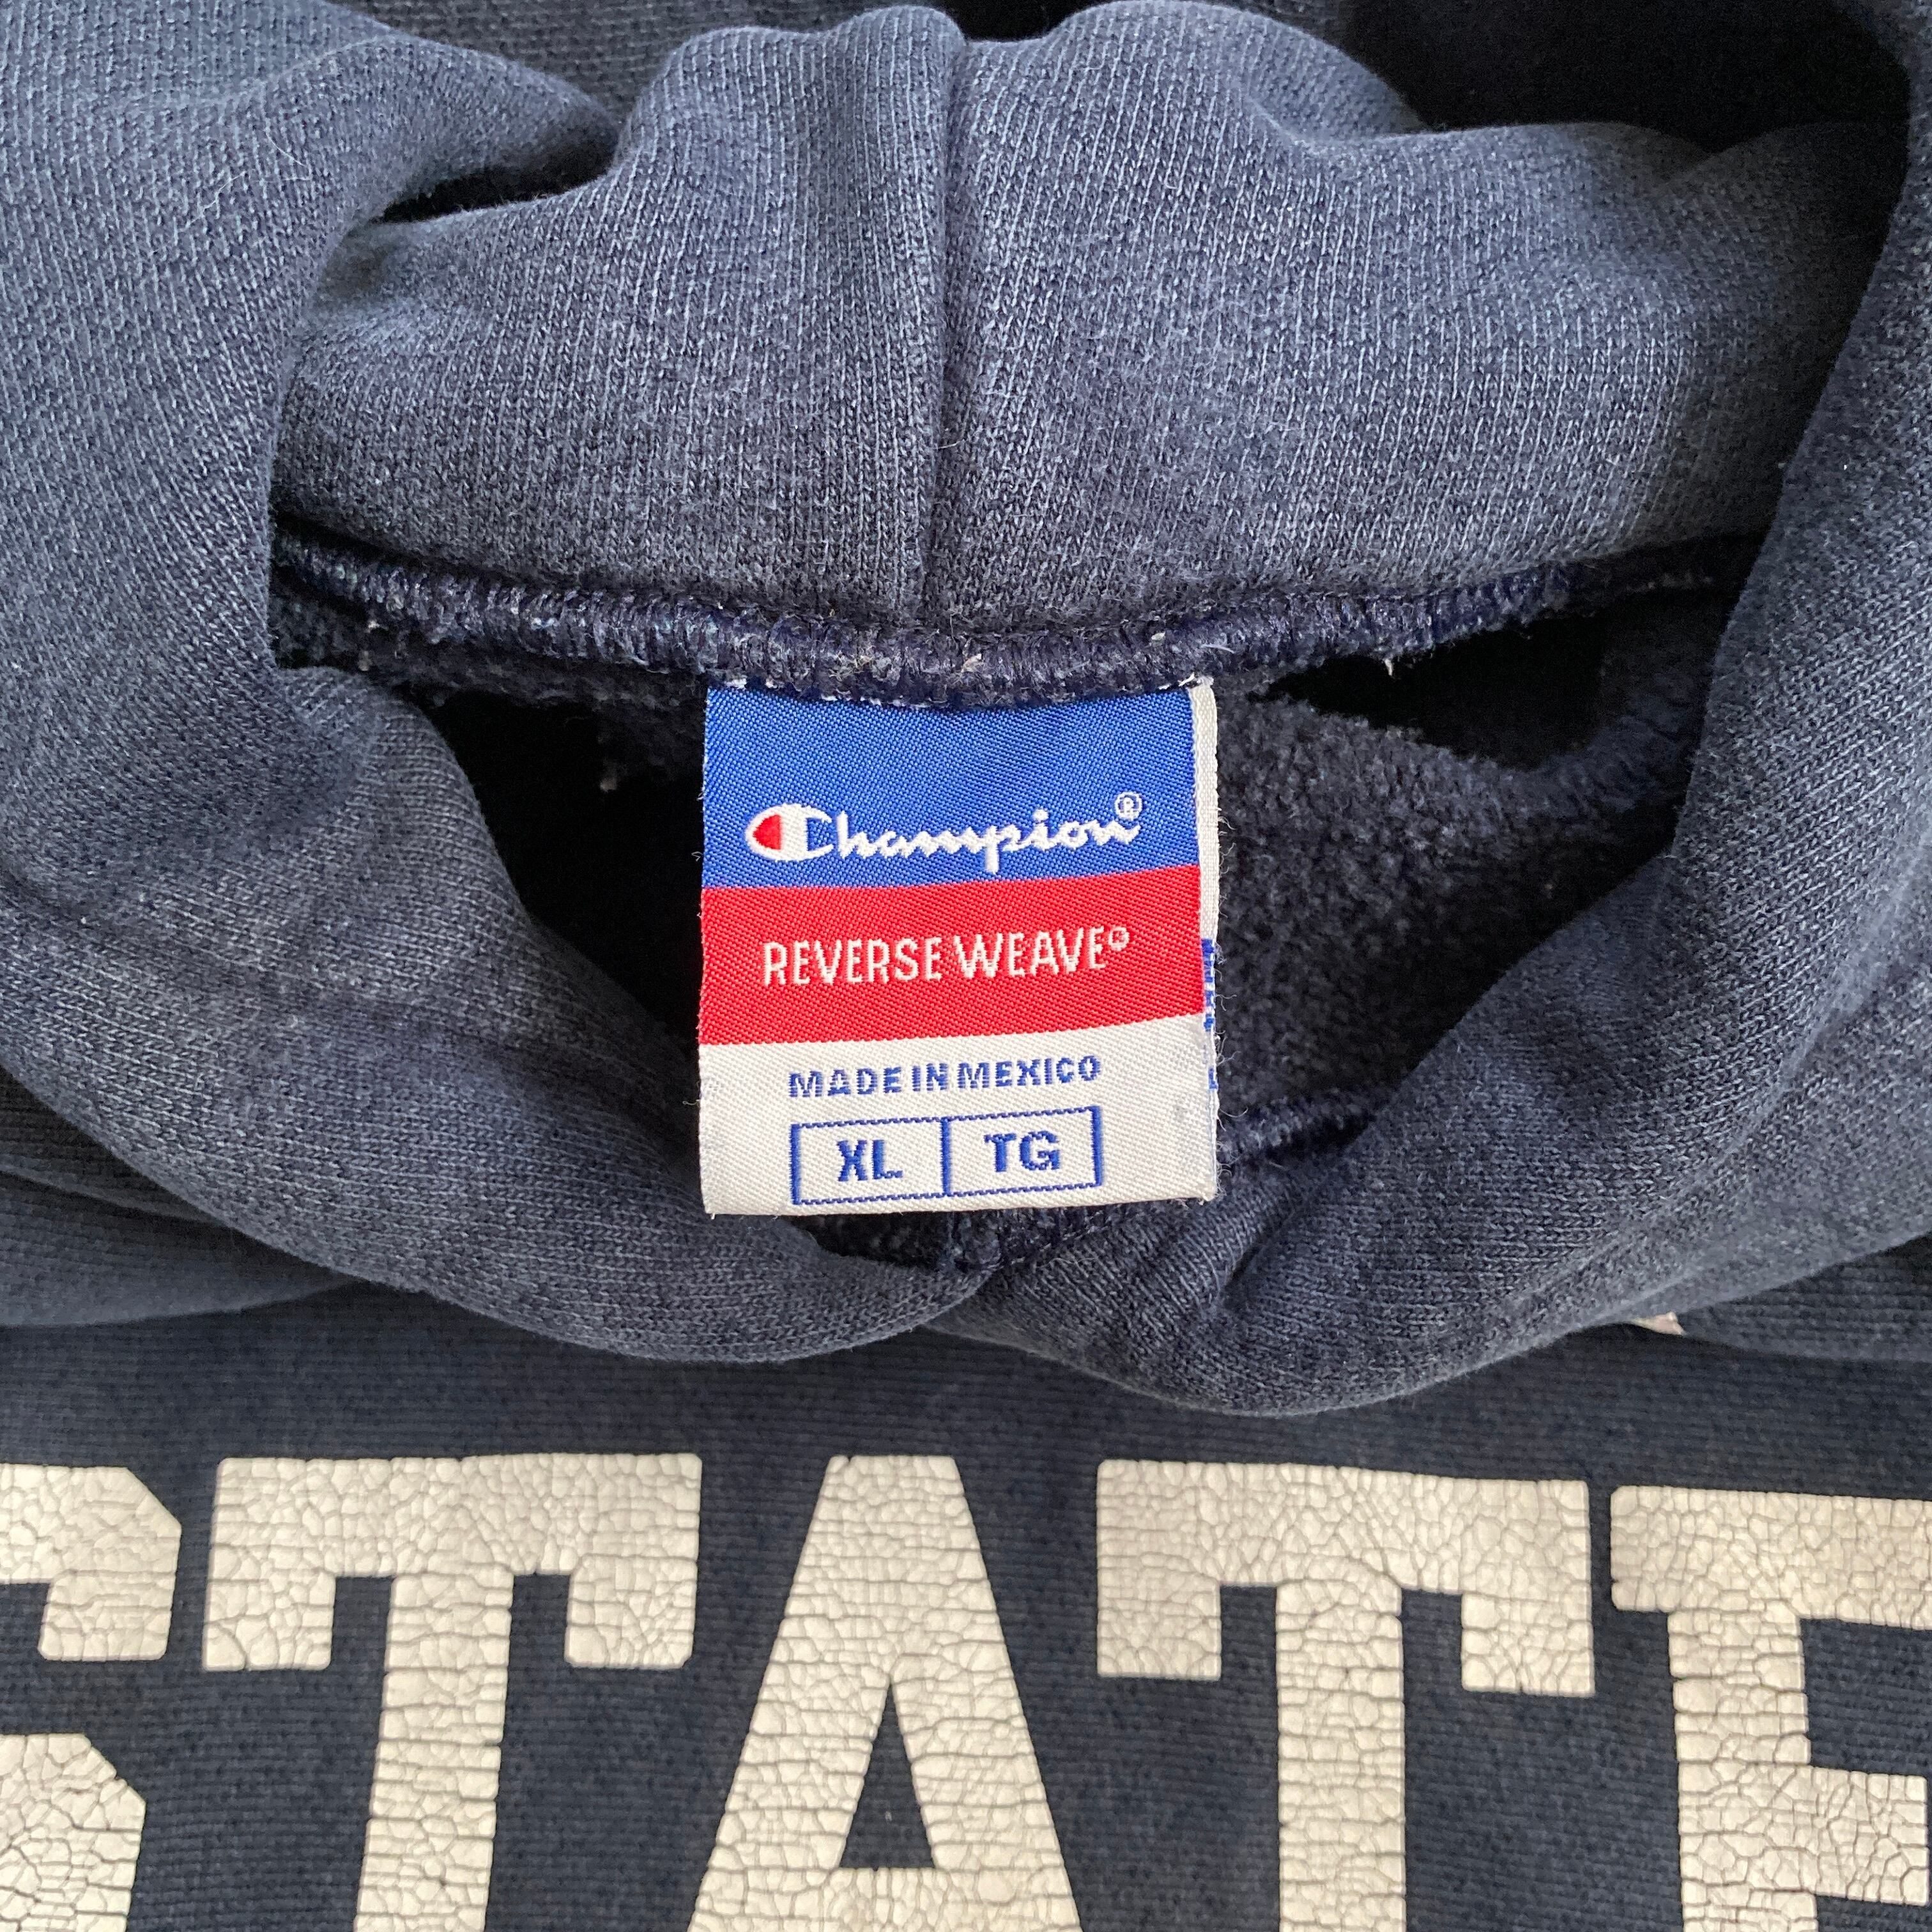 Champion®
REVERSE WEAVE®
MADE IN MEXICO
XL TG
STATE